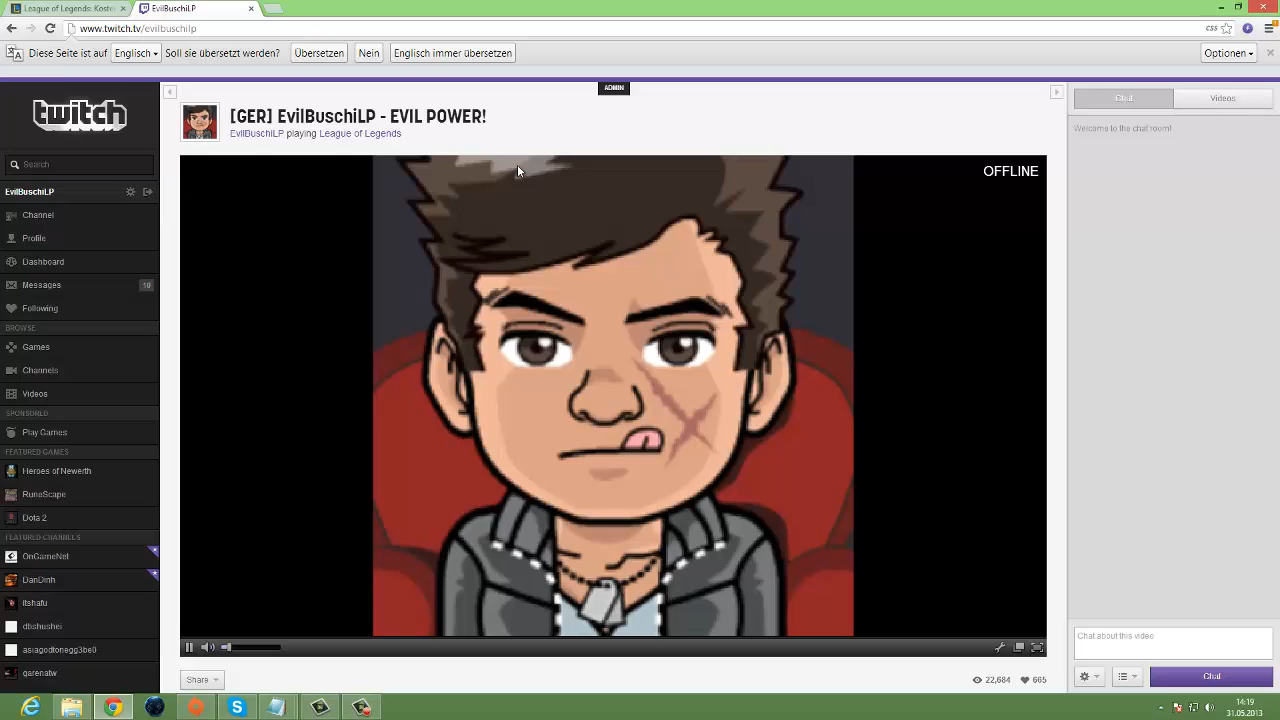 League of Legends: Koste
EvilBuschiLP
www.twitch.tv/evilbuschilp
css
Diese Seite ist auf Englisch Soll sie übersetzt werden? Übersetzen Nein Englisch immer übersetzen Optionen
twitch
ADMIN
[GER] EvilBuschiLP - EVIL POWER!
EvilBuschiLP playing League of Legends
Chat Videos
Welcome to the chat room!
Search
EvilBuschiLP
Channel
Profile
Dashboard
Messages 10
Following
BROWSE
Games
Channels
Videos
SPONSORED
Play Games
FEATURED GAMES
Heroes of Newerth
RuneScape
Dota 2
FEATURED CHANNELS
OnGameNet
DanDinh
itshafu
dtishushei
asiagodtonegg3be0
garenatw
OFFLINE
Share
22,684 665
Chat about this video
Chat
14:19
31.05.2013